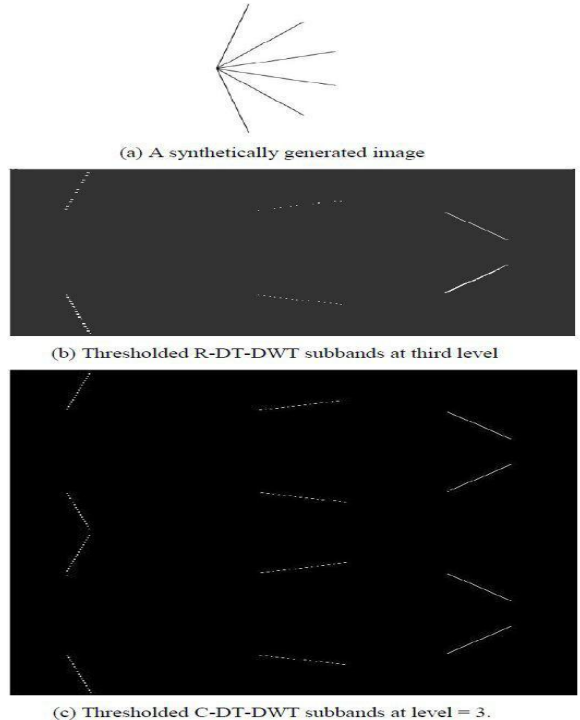 (a) A synthetically generated image
(b) Thresholded R-DT-DWT subbands at third level
(c) Thresholded C-DT-DWT subbands at level = 3.